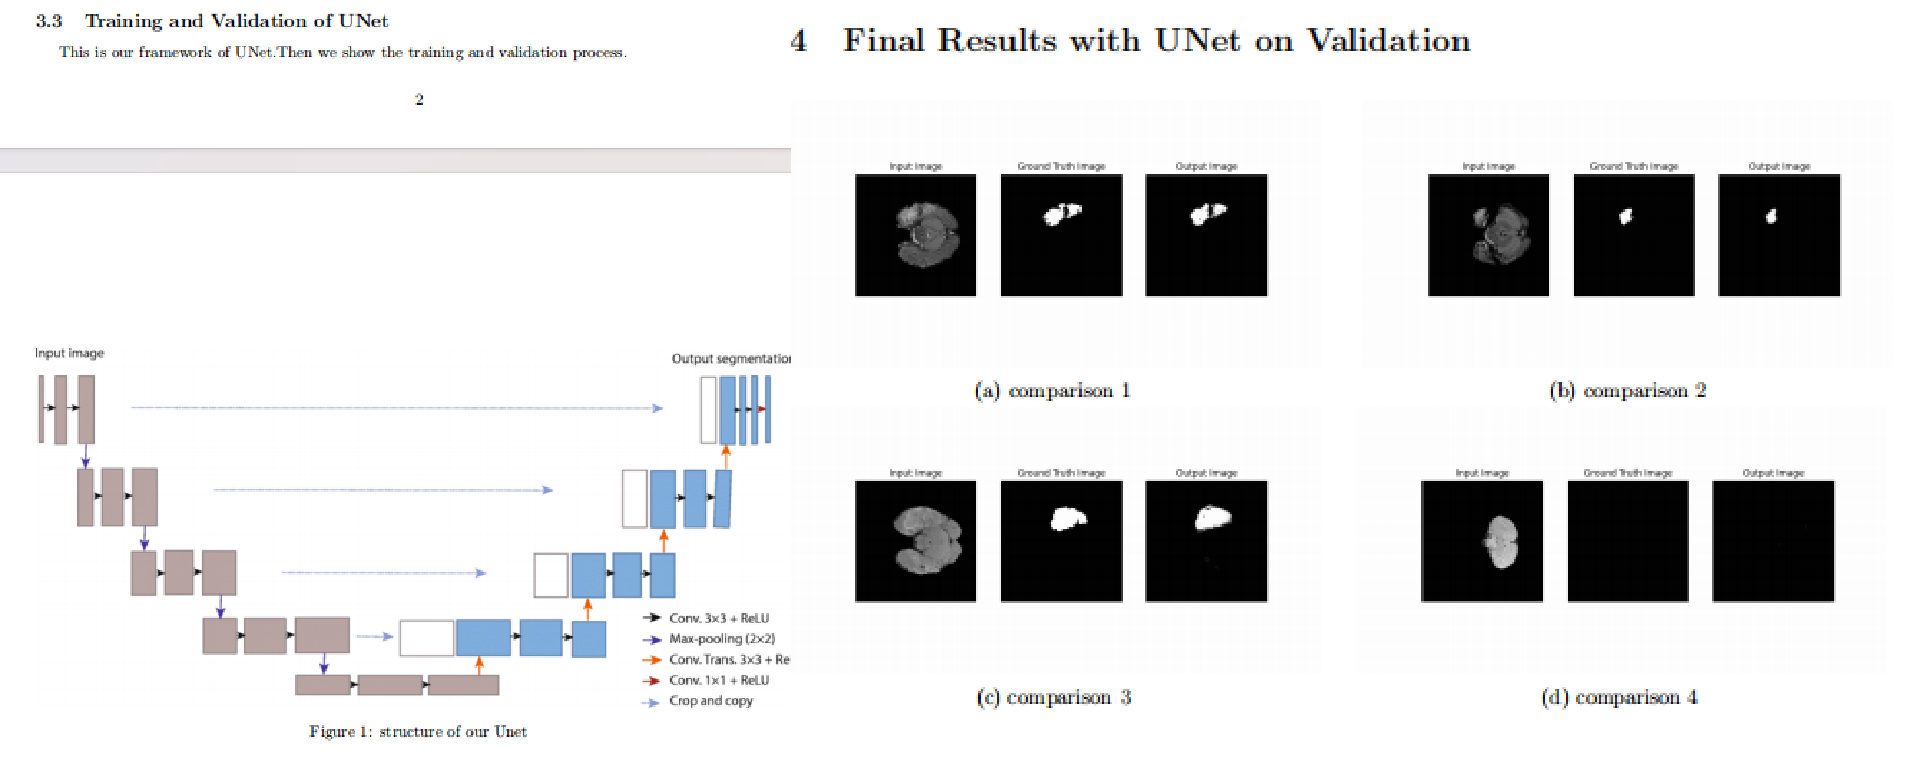 3.3 Training and Validation of UNet
This is our framework of UNet.Then we show the training and validation process.
2
Input image
Output segmentation
Conv. 3x3 + ReLU
Max-pooling (2x2)
Conv. Trans. 3x3 + Re
Conv. 1x1 + ReLU
Crop and copy
Figure 1: structure of our Unet
4 Final Results with UNet on Validation
Input Image Ground Truth Image Output Image
Input Image Ground Truth Image Output Image
(a) comparison 1
(b) comparison 2
Input Image Ground Truth Image Output Image
Input Image Ground Truth Image Output Image
(c) comparison 3
(d) comparison 4